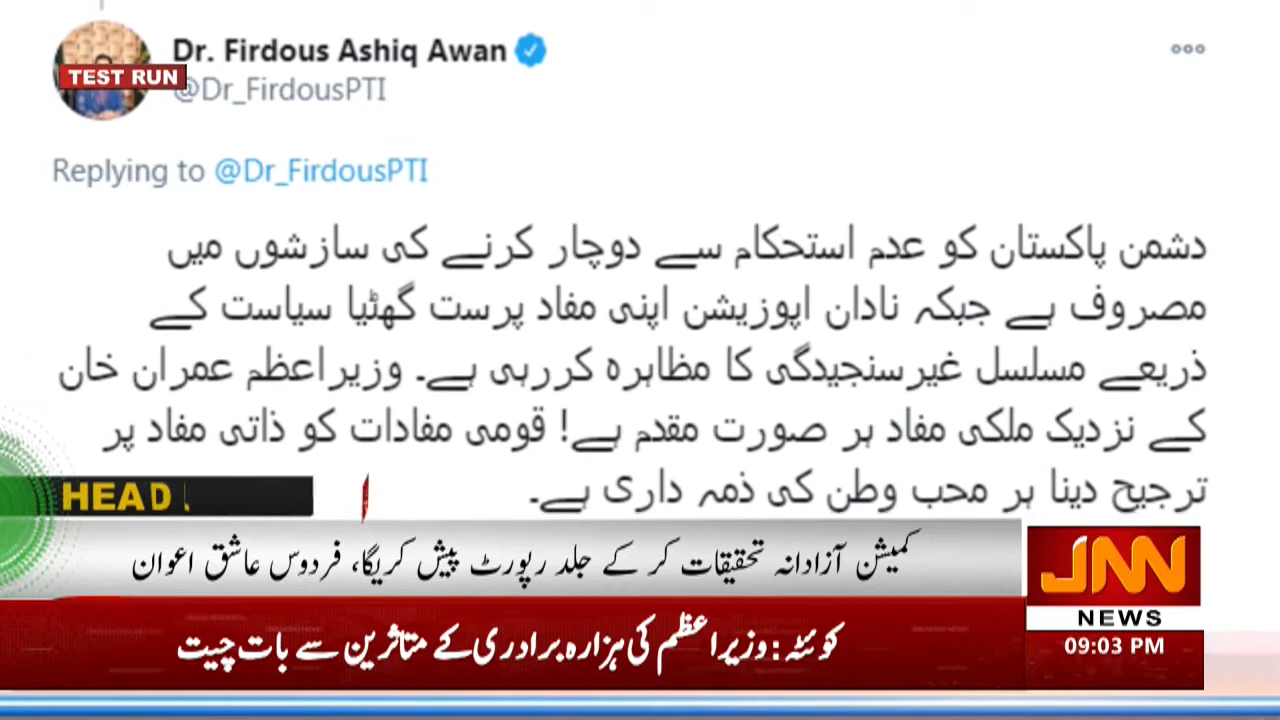 Dr. Firdous Ashiq Awan
TEST RUN
@Dr_FirdousPTI
Replying to @Dr_FirdousPTI
دشمن پاکستان کو عدم استحکام سے دوچار کرنے کی سازشوں میں
مصروف ہے جبکہ نادان اپوزیشن اپنی مفاد پرست گھٹیا سیاست کے
ذریعے مسلسل غیرسنجیدگی کا مظاہرہ کررہی ہے۔ وزیراعظم عمران خان
کے نزدیک ملکی مفاد ہر صورت مقدم ہے! قومی مفادات کو ذاتی مفاد پر
ترجیح دینا ہر محب وطن کی ذمہ داری ہے۔
HEAD
کمیشن آزادانہ تحقیقات کر کے جلد رپورٹ پیش کریگا، فردوس عاشق اعوان
کوئٹہ: وزیراعظم کی ہزارہ برادری کے متاثرین سے بات چیت
JNN
NEWS
09:03 PM